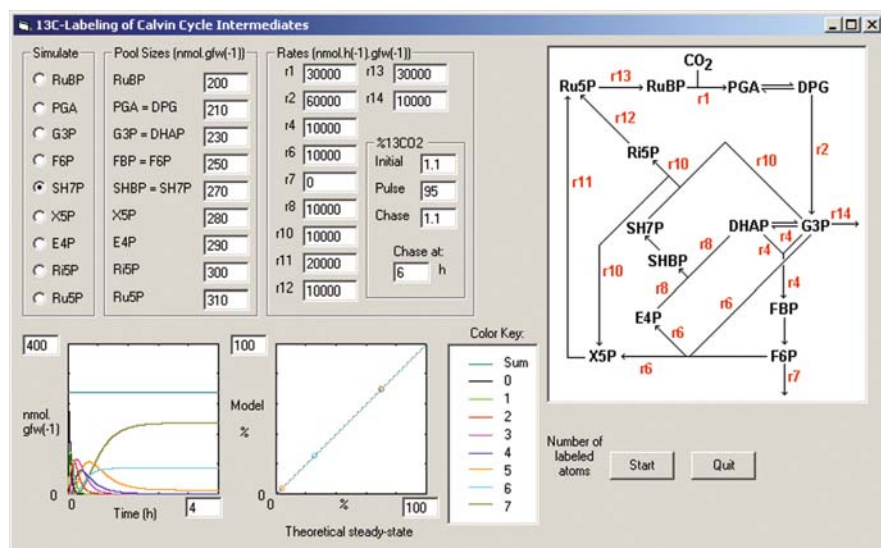 13C-Labeling of Calvin Cycle Intermediates
Simulate
RuBP
PGA
G3P
F6P
SH7P
X5P
E4P
Ri5P
Ru5P
Pool Sizes (nmol.gfw(-1))
RuBP 200
PGA = DPG 210
G3P = DHAP 230
FBP = F6P 250
SHBP = SH7P 270
X5P 280
E4P 290
Ri5P 300
Ru5P 310
Rates (nmol.h(-1).gfw(-1))
r1 30000 r13 30000
r2 60000 r14 10000
r4 10000
r6 10000
r7 0
r8 10000
r10 10000
r11 20000
r12 10000
%13CO2
Initial 1.1
Pulse 95
Chase 1.1
Chase at:
6 h
CO2
Ru5P r13 RuBP r1 PGA DPG
r12
Ri5P
r10 r10 r2
r11
SH7P DHAP r4 G3P r14
r8 r4
SHBP
r10 r8 r6 r4
E4P FBP
r6
X5P r6 F6P
r7
400
nmol.
gfw(-1)
0
0
Time (h)
4
100
Model
%
0
0
%
100
Theoretical steady-state
Color Key:
Sum
0
1
2
3
4
5
6
7
Number of
labeled
atoms
Start
Quit